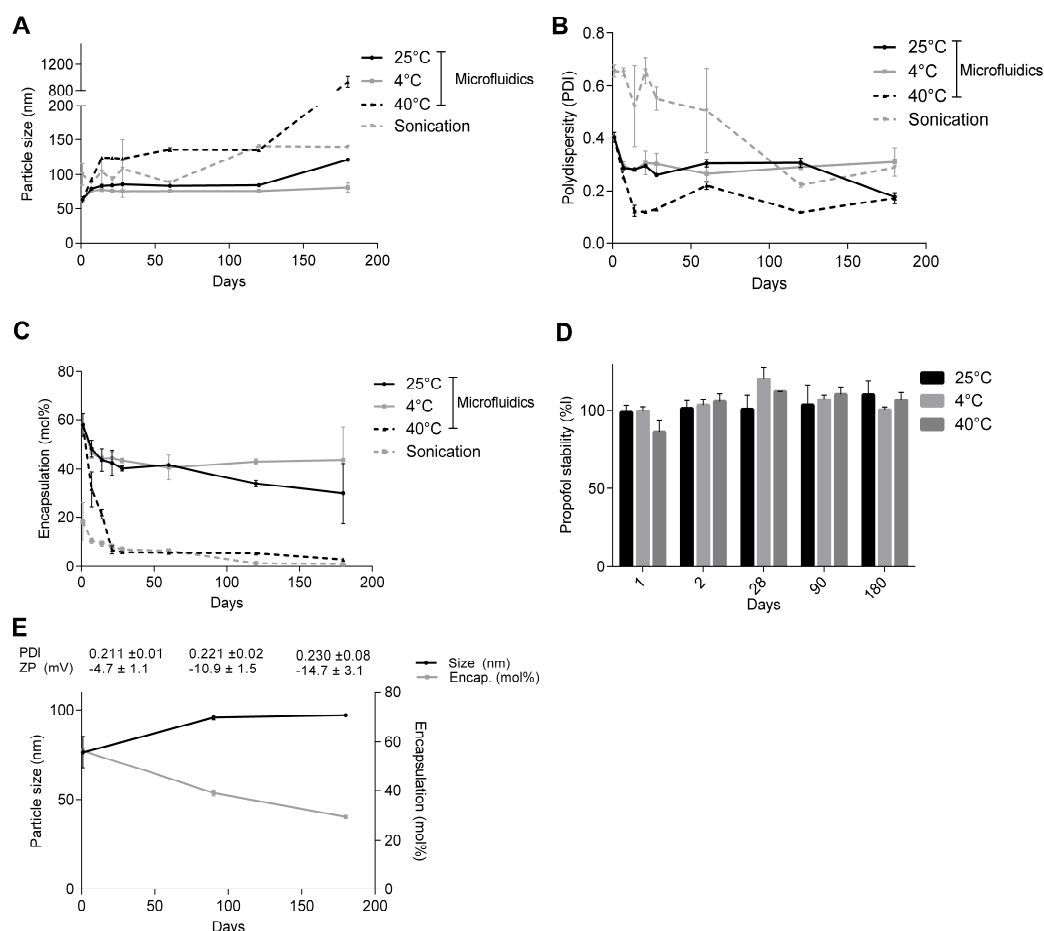 A
Particle size (nm)
1200
800
200
150
100
50
0
0 50 100 150 200
Days
25°C
4°C
40°C
Microfluidics
Sonication
B
Polydispersity (PDI)
0.8
0.6
0.4
0.2
0.0
0 50 100 150 200
Days
25°C
4°C
40°C
Microfluidics
Sonication
C
Encapsulation (mol%)
80
60
40
20
0
0 50 100 150 200
Days
25°C
4°C
40°C
Microfluidics
Sonication
D
Propofol stability (%I)
100
50
0
1 2 28 90 180
Days
25°C
4°C
40°C
E
PDI 0.211 ±0.01 0.221 ±0.02 0.230 ±0.08
ZP (mV) -4.7 ± 1.1 -10.9 ± 1.5 -14.7 ± 3.1
Size (nm)
Encap. (mol%)
Particle size (nm)
100
50
0
0 50 100 150 200
Days
80
60
40
20
0
Encapsulation (mol%)